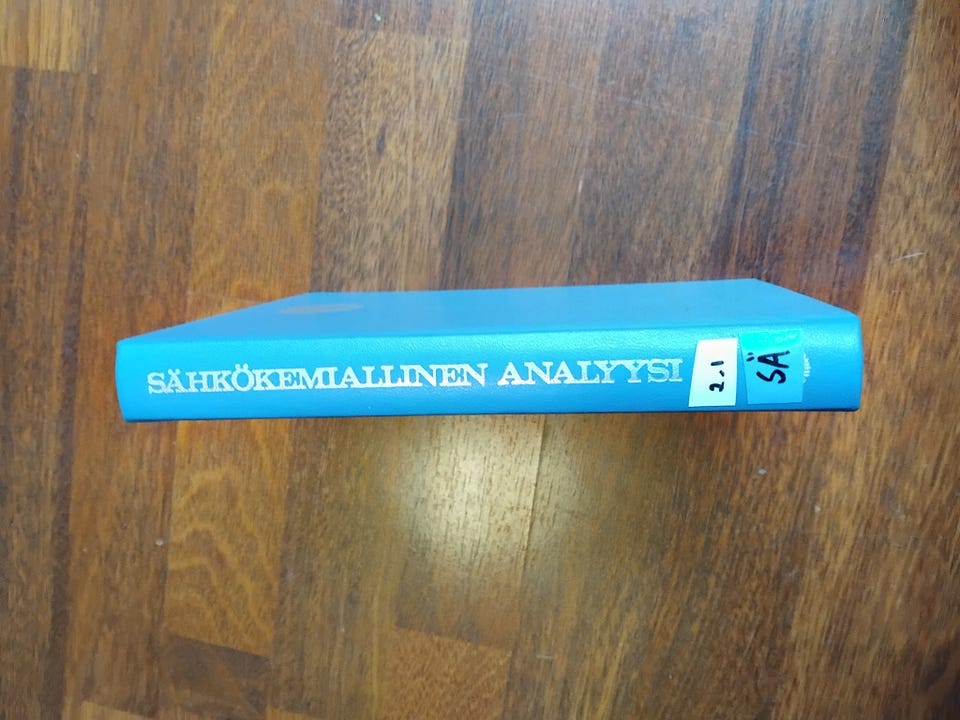 SÄHKÖKEMIALLINEN ANALYYSI
2.1
SÄ